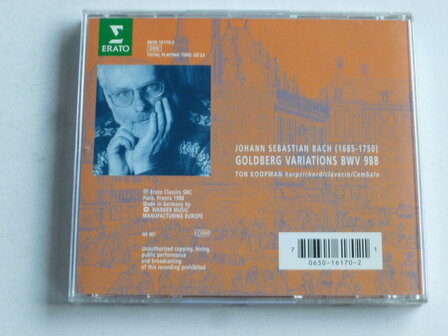 ERATO
0630-16170-2
DDD
TOTAL PLAYING TIME: 62'22
JOHANN SEBASTIAN BACH (1685-1750)
GOLDBERG VARIATIONS BWV 988
TON KOOPMAN harpsichord/clavecin/Cembalo
℗ Erato Classics SNC
Paris, France 1988
Made in Germany by
WARNER MUSIC
MANUFACTURING EUROPE
Unauthorized copying, hiring,
public performance
and broadcasting
of this recording prohibited
7
0630-16170-2